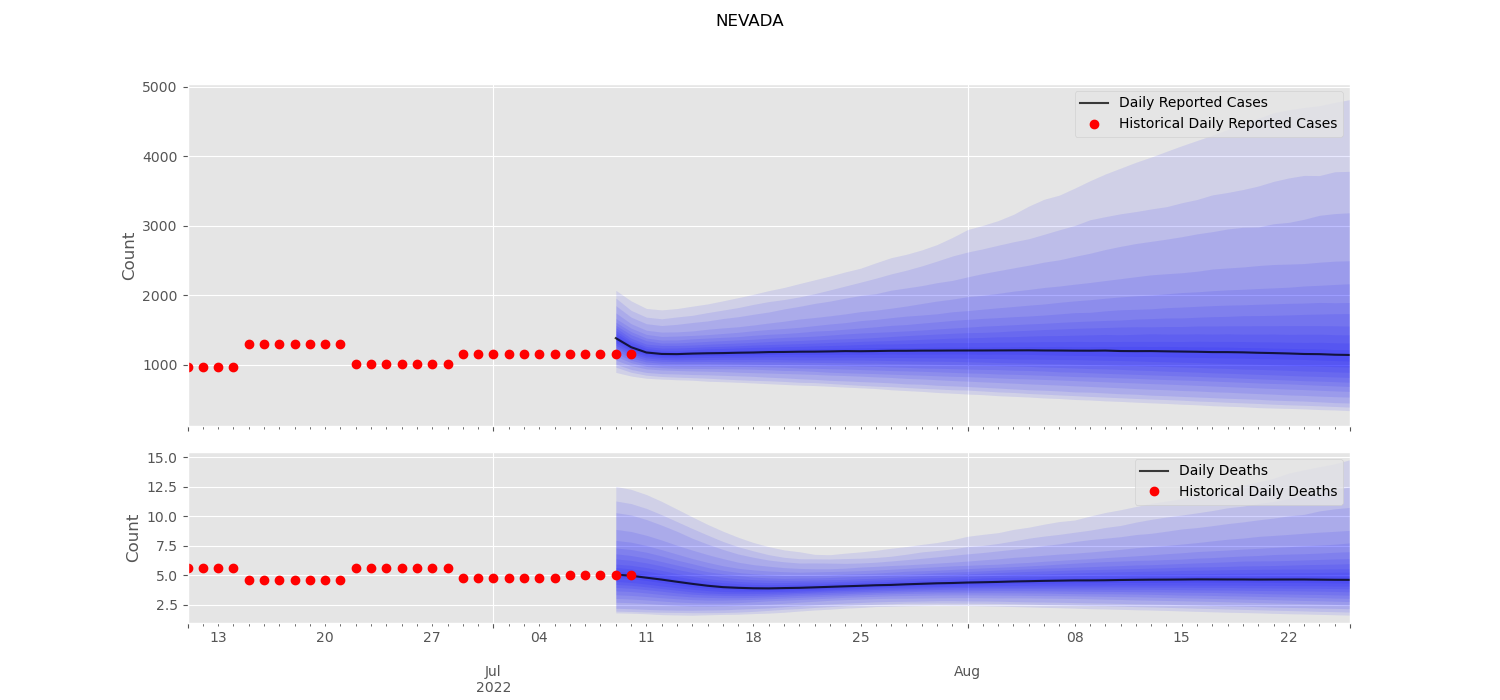 NEVADA
5000
4000
3000
2000
1000
Count
Daily Reported Cases
Historical Daily Reported Cases
15.0
12.5
10.0
7.5
5.0
2.5
Count
Daily Deaths
Historical Daily Deaths
13 20 27 04 11 18 25 08 15 22
Jul Aug
2022